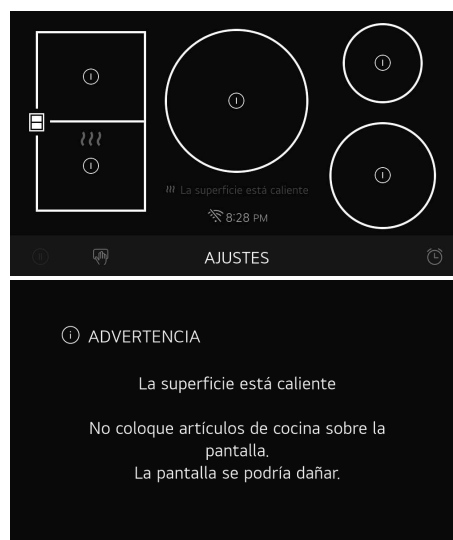 La superficie está caliente
8:28 PM
AJUSTES
ADVERTENCIA
La superficie está caliente
No coloque artículos de cocina sobre la
pantalla.
La pantalla se podría dañar.